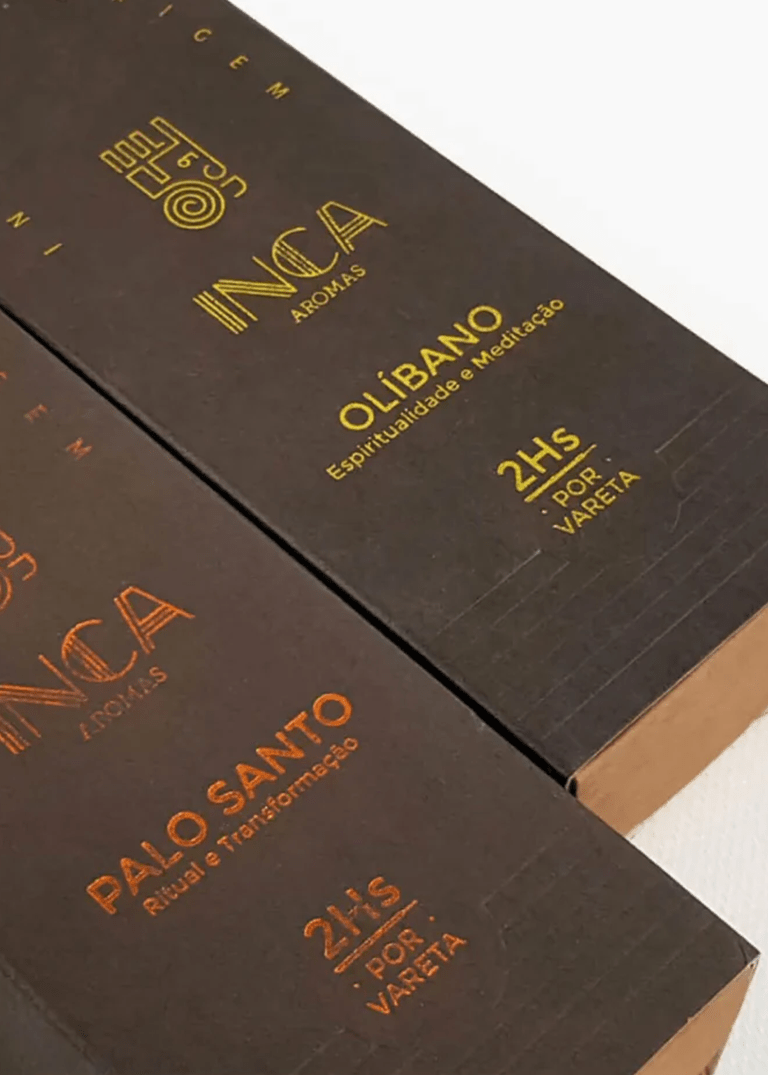 INCA
AROMAS
OLÍBANO
Espiritualidade e Meditação
2Hs
· POR ·
VARETA
INCA
AROMAS
PALO SANTO
Ritual e Transformação
2Hs
· POR ·
VARETA